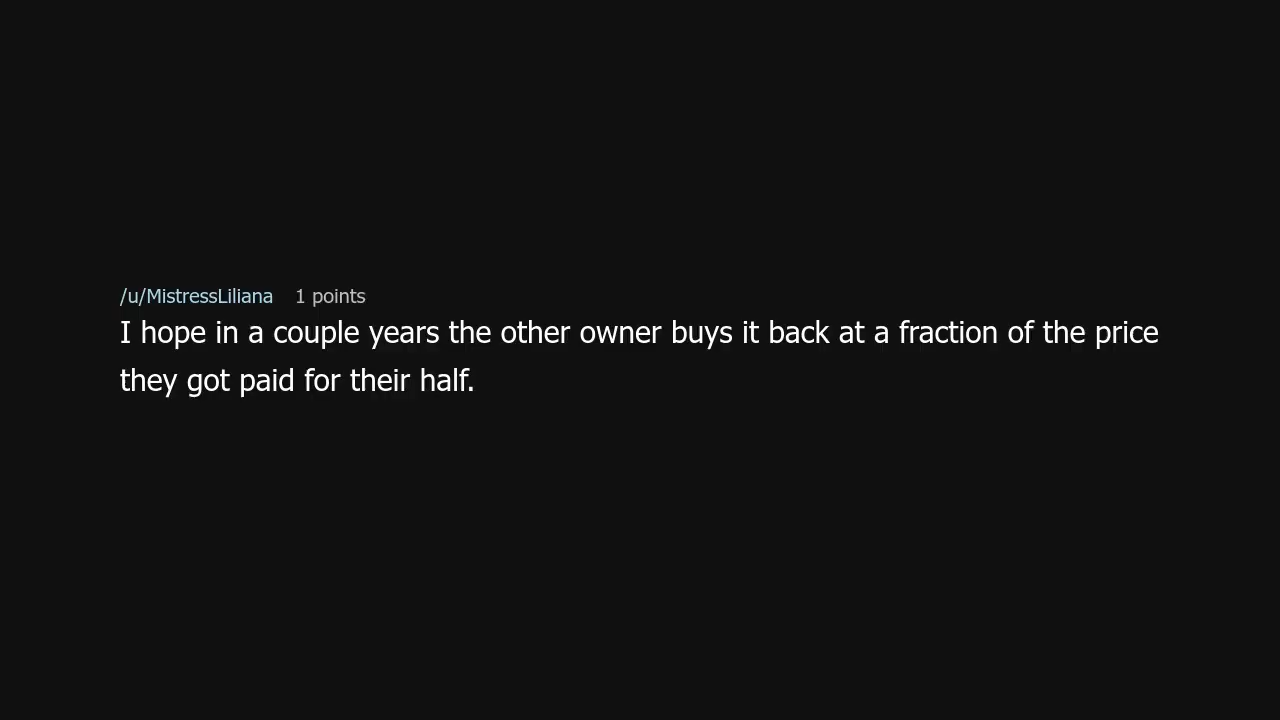 /u/MistressLiliana 1 points
I hope in a couple years the other owner buys it back at a fraction of the price
they got paid for their half.